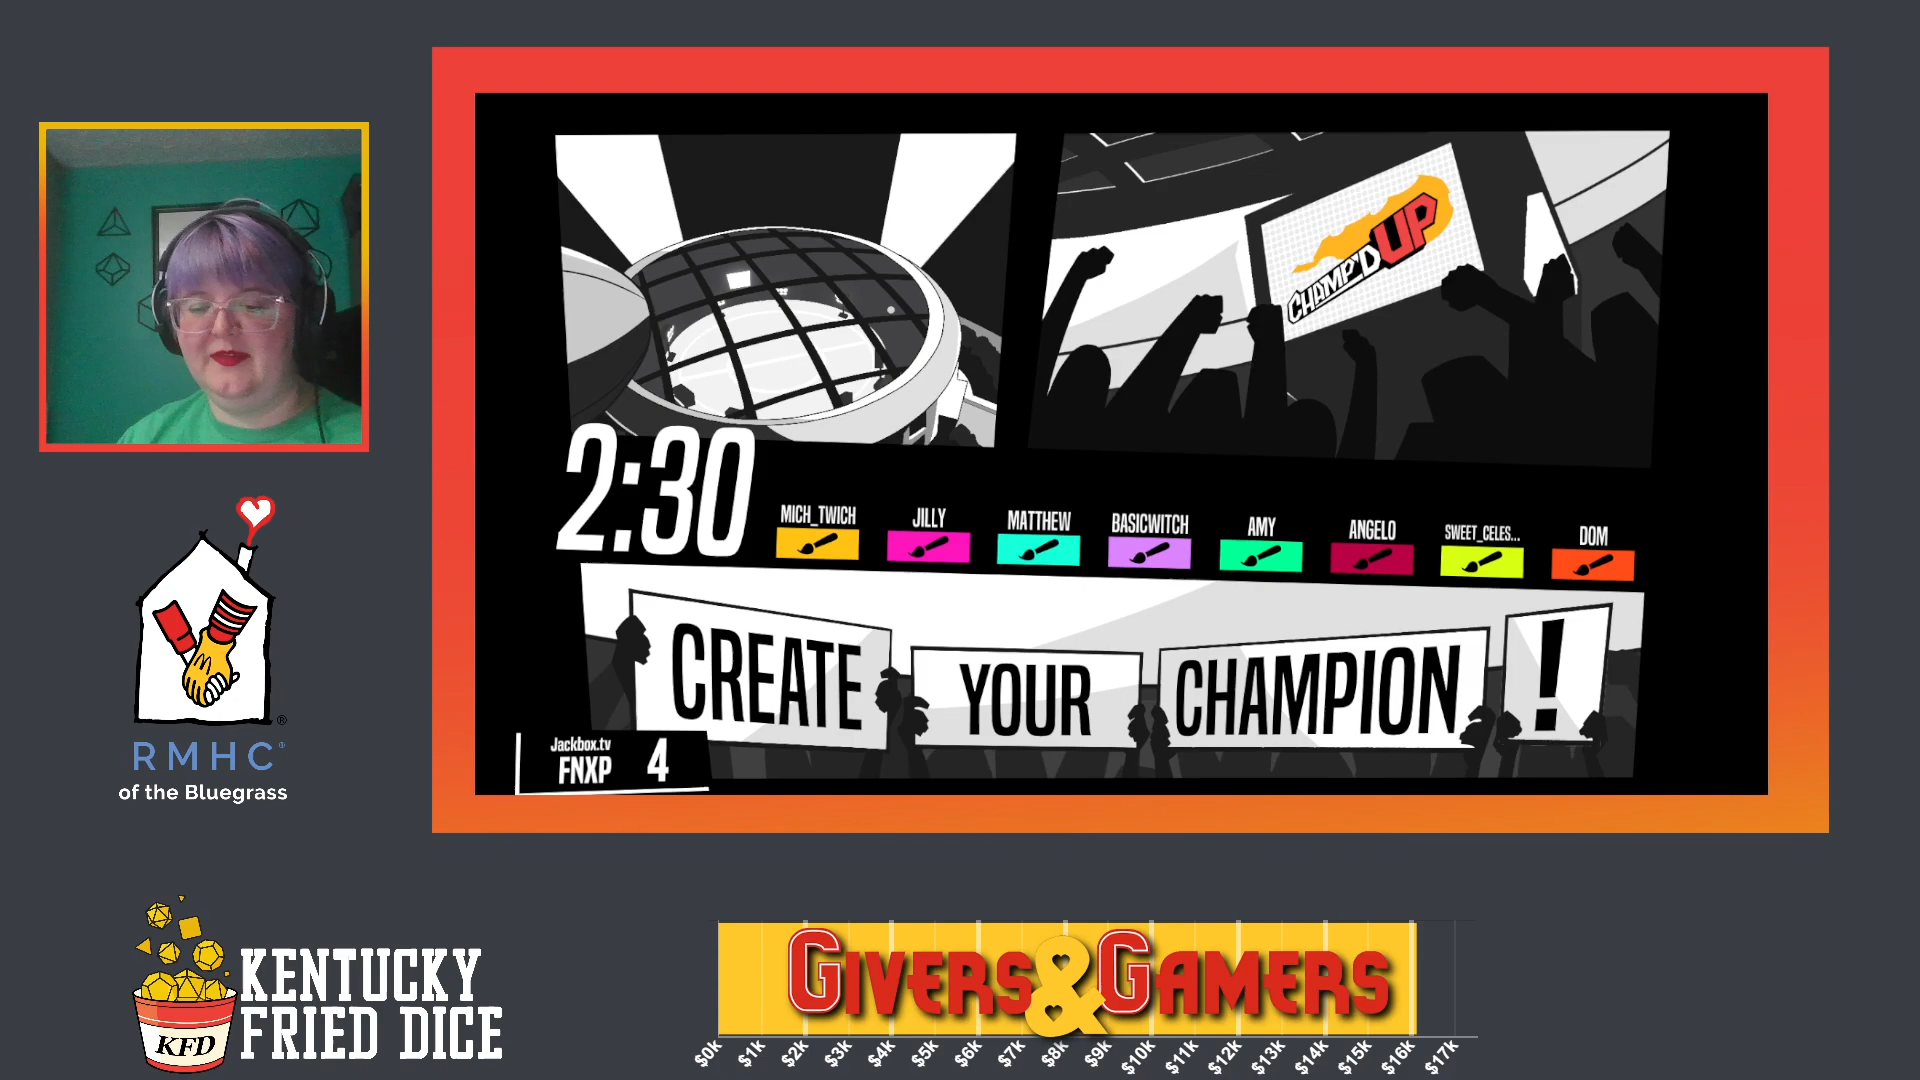 CHAMP'D UP
2:30
MICH_TWICH
JILLY
MATTHEW
BASICWITCH
AMY
ANGELO
SWEET_CELES...
DOM
CREATE YOUR CHAMPION !
Jackbox.tv
FNXP 4
RMHC®
of the Bluegrass
®
KFD
KENTUCKY
FRIED DICE
GIVERS & GAMERS
$0k $1k $2k $3k $4k $5k $6k $7k $8k $9k $10k $11k $12k $13k $14k $15k $16k $17k